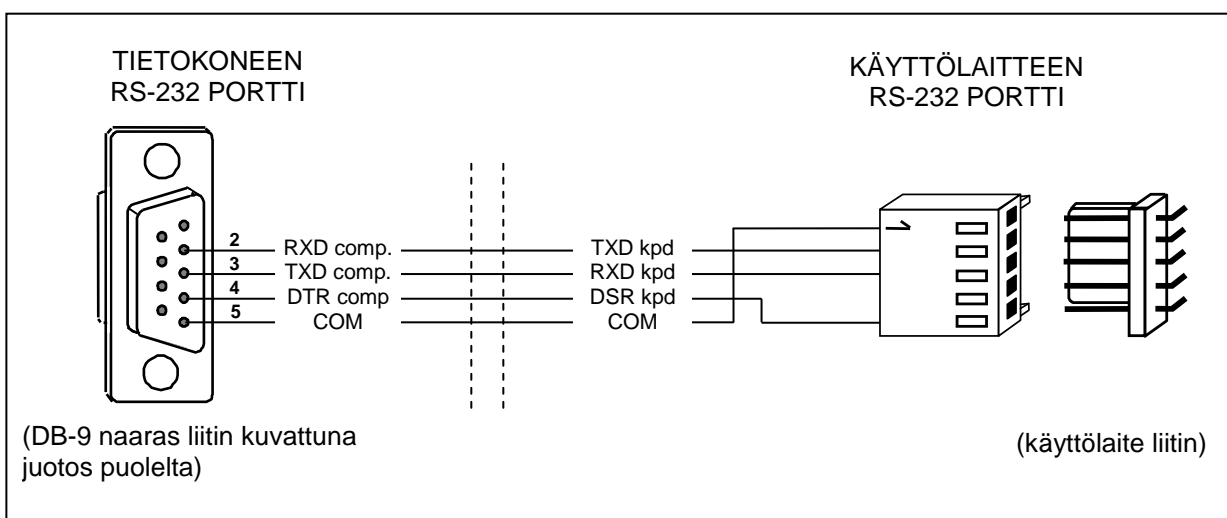 TIETOKONEEN
RS-232 PORTTI
KÄYTTÖLAITTEEN
RS-232 PORTTI
2 RXD comp. TXD kpd
3 TXD comp. RXD kpd
4 DTR comp DSR kpd
5 COM COM
(DB-9 naaras liitin kuvattuna
juotos puolelta)
(käyttölaite liitin)